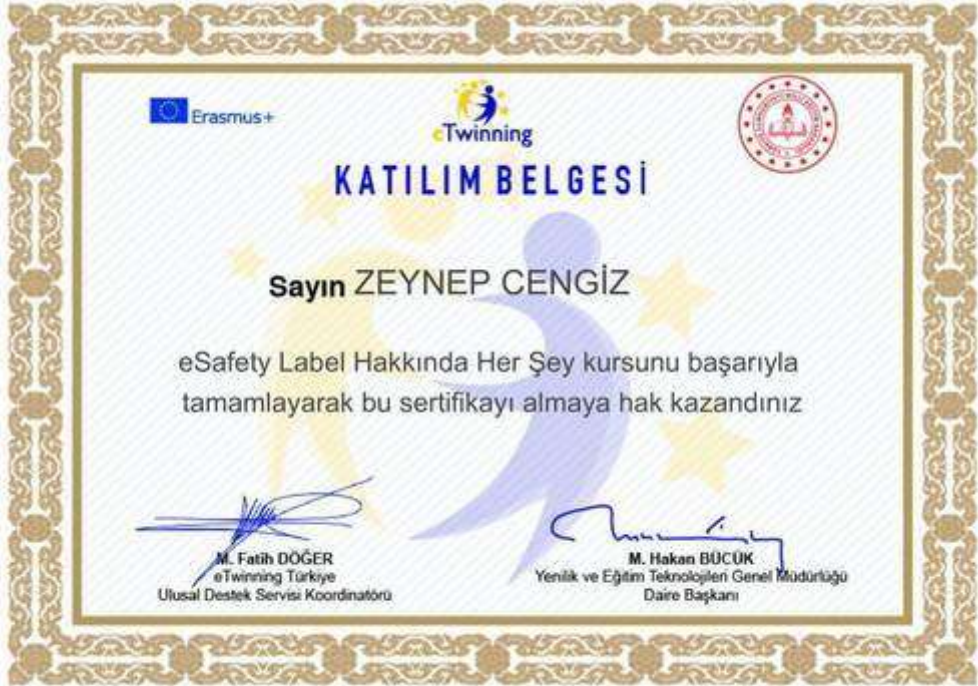 Erasmus+
eTwinning
KATILIM BELGESİ
Sayın ZEYNEP CENGİZ
eSafety Label Hakkında Her Şey kursunu başarıyla
tamamlayarak bu sertifikayı almaya hak kazandınız
M. Fatih DÖĞER
eTwinning Türkiye
Ulusal Destek Servisi Koordinatörü
M. Hakan BÜCÜK
Yenilik ve Eğitim Teknolojileri Genel Müdürlüğü
Daire Başkanı